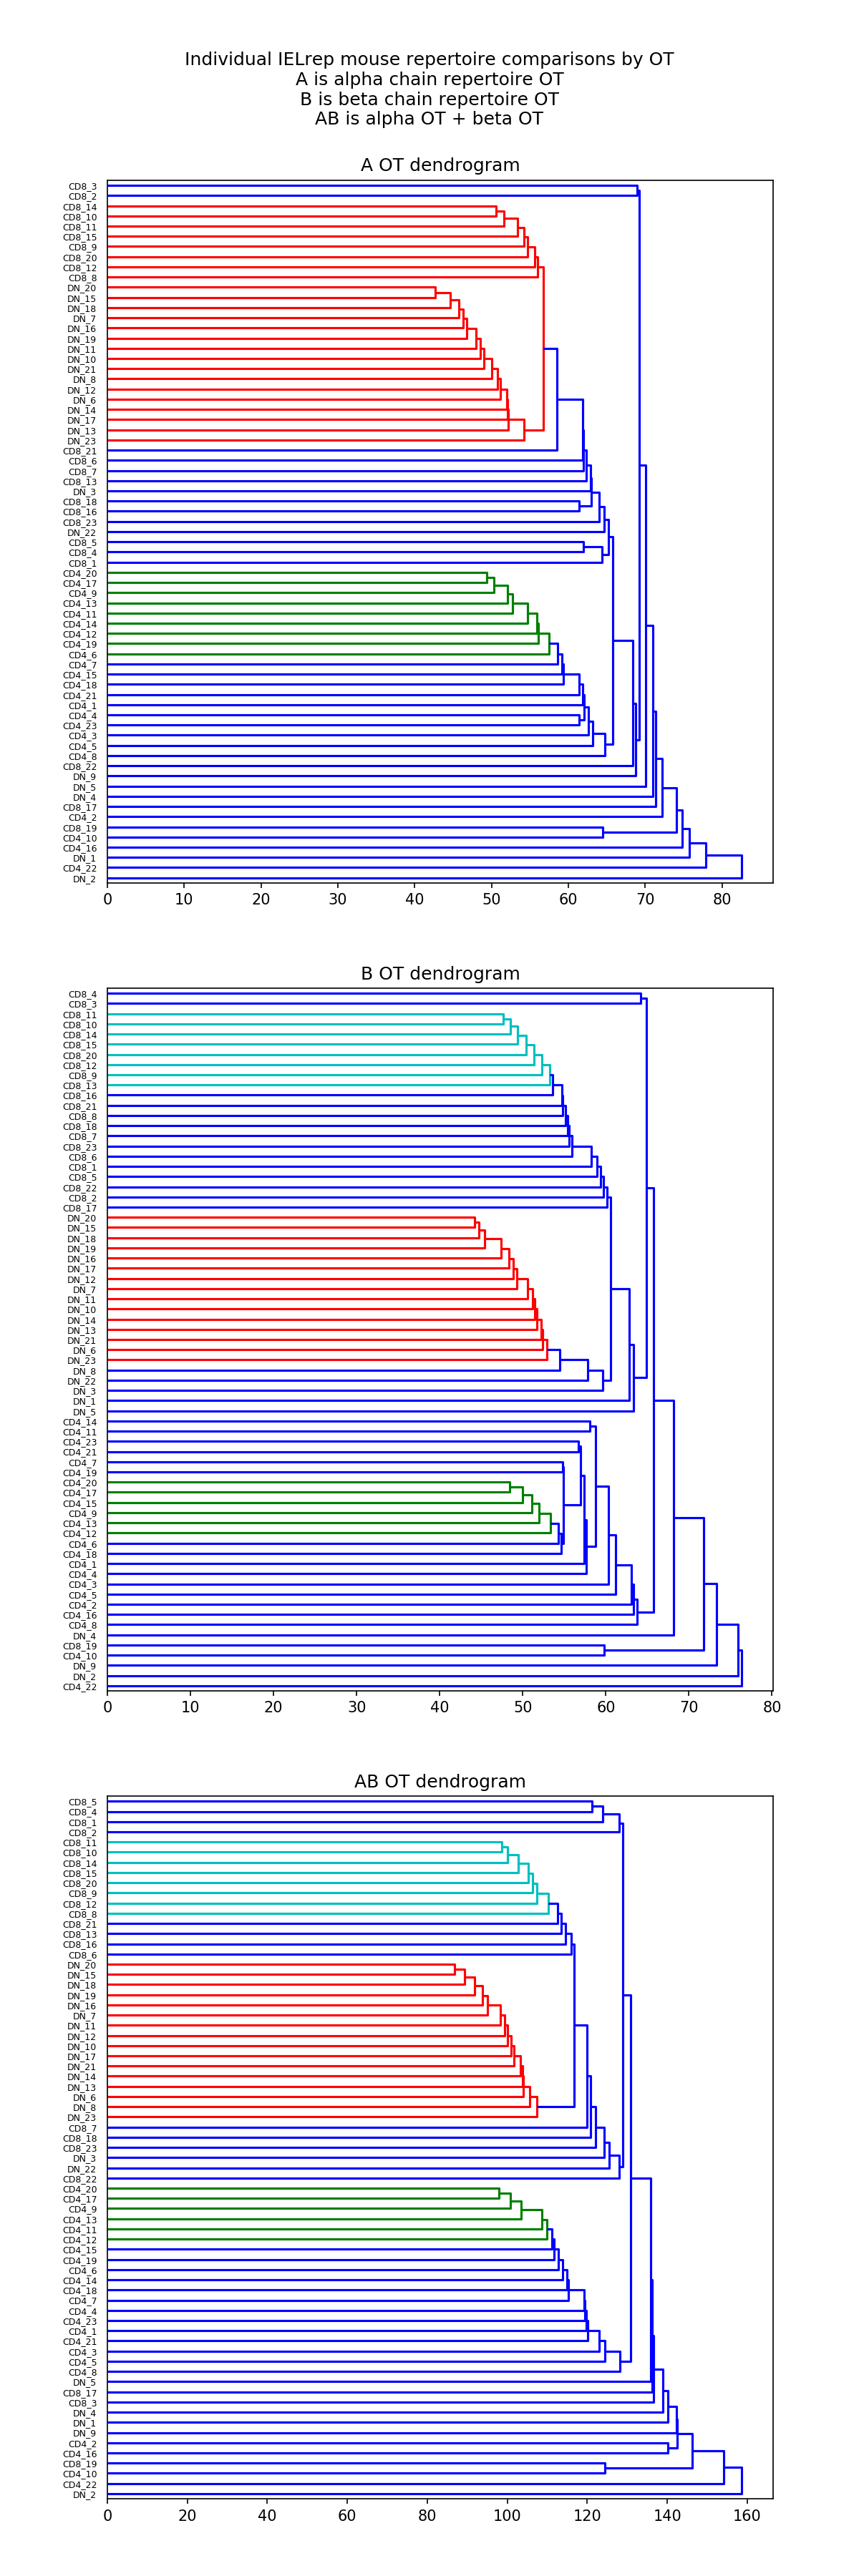 Individual IELrep mouse repertoire comparisons by OT
A is alpha chain repertoire OT
B is beta chain repertoire OT
AB is alpha OT + beta OT
A OT dendrogram
CD8_3
CD8_2
CD8_14
CD8_10
CD8_11
CD8_15
CD8_9
CD8_20
CD8_12
CD8_8
DN_20
DN_15
DN_18
DN_7
DN_16
DN_19
DN_11
DN_10
DN_21
DN_8
DN_12
DN_6
DN_14
DN_17
DN_13
DN_23
CD8_21
CD8_6
CD8_7
CD8_13
DN_3
CD8_18
CD8_16
CD8_23
DN_22
CD8_5
CD8_4
CD8_1
CD4_20
CD4_17
CD4_9
CD4_13
CD4_11
CD4_14
CD4_12
CD4_19
CD4_6
CD4_7
CD4_15
CD4_18
CD4_21
CD4_1
CD4_4
CD4_23
CD4_3
CD4_5
CD4_8
CD8_22
DN_9
DN_5
DN_4
CD8_17
CD4_2
CD8_19
CD4_10
CD4_16
DN_1
CD4_22
DN_2
0 10 20 30 40 50 60 70 80
B OT dendrogram
CD8_4
CD8_3
CD8_11
CD8_10
CD8_14
CD8_15
CD8_20
CD8_12
CD8_9
CD8_13
CD8_16
CD8_21
CD8_8
CD8_18
CD8_7
CD8_23
CD8_6
CD8_1
CD8_5
CD8_22
CD8_2
CD8_17
DN_20
DN_15
DN_18
DN_19
DN_16
DN_17
DN_12
DN_7
DN_11
DN_10
DN_14
DN_13
DN_21
DN_6
DN_23
DN_8
DN_22
DN_3
DN_1
DN_5
CD4_14
CD4_11
CD4_23
CD4_21
CD4_7
CD4_19
CD4_20
CD4_17
CD4_15
CD4_9
CD4_13
CD4_12
CD4_6
CD4_18
CD4_1
CD4_4
CD4_3
CD4_5
CD4_2
CD4_16
CD4_8
DN_4
CD8_19
CD4_10
DN_9
DN_2
CD4_22
0 10 20 30 40 50 60 70 80
AB OT dendrogram
CD8_5
CD8_4
CD8_1
CD8_2
CD8_11
CD8_10
CD8_14
CD8_15
CD8_20
CD8_9
CD8_12
CD8_8
CD8_21
CD8_13
CD8_16
CD8_6
DN_20
DN_15
DN_18
DN_19
DN_16
DN_7
DN_11
DN_12
DN_10
DN_17
DN_21
DN_14
DN_13
DN_6
DN_8
DN_23
CD8_7
CD8_18
CD8_23
DN_3
DN_22
CD8_22
CD4_20
CD4_17
CD4_9
CD4_13
CD4_11
CD4_12
CD4_15
CD4_19
CD4_6
CD4_14
CD4_18
CD4_7
CD4_4
CD4_23
CD4_1
CD4_21
CD4_3
CD4_5
CD4_8
DN_5
CD8_17
CD8_3
DN_4
DN_1
DN_9
CD4_2
CD4_16
CD8_19
CD4_10
CD4_22
DN_2
0 20 40 60 80 100 120 140 160